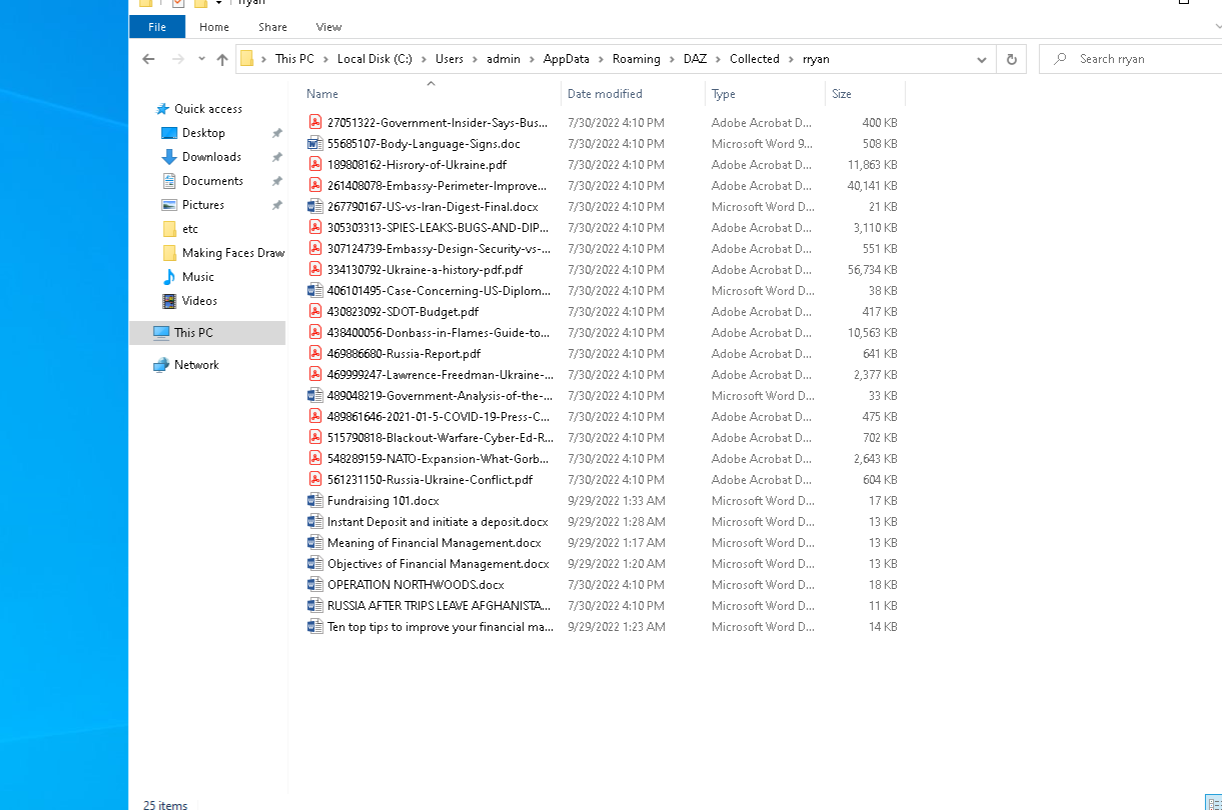 rryan
File Home Share View
This PC Local Disk (C:) Users admin AppData Roaming DAZ Collected rryan Search rryan
Name Date modified Type Size
Quick access
Desktop
Downloads
Documents
Pictures
etc
Making Faces Draw
Music
Videos
This PC
Network
27051322-Government-Insider-Says-Bus... 7/30/2022 4:10 PM Adobe Acrobat D... 400 KB
55685107-Body-Language-Signs.doc 7/30/2022 4:10 PM Microsoft Word 9... 508 KB
189808162-Hisrory-of-Ukraine.pdf 7/30/2022 4:10 PM Adobe Acrobat D... 11,863 KB
261408078-Embassy-Perimeter-Improve... 7/30/2022 4:10 PM Adobe Acrobat D... 40,141 KB
267790167-US-vs-Iran-Digest-Final.docx 7/30/2022 4:10 PM Microsoft Word D... 21 KB
305303313-SPIES-LEAKS-BUGS-AND-DIP... 7/30/2022 4:10 PM Adobe Acrobat D... 3,110 KB
307124739-Embassy-Design-Security-vs-... 7/30/2022 4:10 PM Adobe Acrobat D... 551 KB
334130792-Ukraine-a-history-pdf.pdf 7/30/2022 4:10 PM Adobe Acrobat D... 56,734 KB
406101495-Case-Concerning-US-Diplom... 7/30/2022 4:10 PM Microsoft Word D... 38 KB
430823092-SDOT-Budget.pdf 7/30/2022 4:10 PM Adobe Acrobat D... 417 KB
438400056-Donbass-in-Flames-Guide-to... 7/30/2022 4:10 PM Adobe Acrobat D... 10,563 KB
469886680-Russia-Report.pdf 7/30/2022 4:10 PM Adobe Acrobat D... 641 KB
469999247-Lawrence-Freedman-Ukraine-... 7/30/2022 4:10 PM Adobe Acrobat D... 2,377 KB
489048219-Government-Analysis-of-the-... 7/30/2022 4:10 PM Microsoft Word D... 33 KB
489861646-2021-01-5-COVID-19-Press-C... 7/30/2022 4:10 PM Adobe Acrobat D... 475 KB
515790818-Blackout-Warfare-Cyber-Ed-R... 7/30/2022 4:10 PM Adobe Acrobat D... 702 KB
548289159-NATO-Expansion-What-Gorb... 7/30/2022 4:10 PM Adobe Acrobat D... 2,643 KB
561231150-Russia-Ukraine-Conflict.pdf 7/30/2022 4:10 PM Adobe Acrobat D... 604 KB
Fundraising 101.docx 9/29/2022 1:33 AM Microsoft Word D... 17 KB
Instant Deposit and initiate a deposit.docx 9/29/2022 1:28 AM Microsoft Word D... 13 KB
Meaning of Financial Management.docx 9/29/2022 1:17 AM Microsoft Word D... 13 KB
Objectives of Financial Management.docx 9/29/2022 1:20 AM Microsoft Word D... 13 KB
OPERATION NORTHWOODS.docx 7/30/2022 4:10 PM Microsoft Word D... 18 KB
RUSSIA AFTER TRIPS LEAVE AFGHANISTA... 7/30/2022 4:10 PM Microsoft Word D... 11 KB
Ten top tips to improve your financial ma... 9/29/2022 1:23 AM Microsoft Word D... 14 KB
25 items